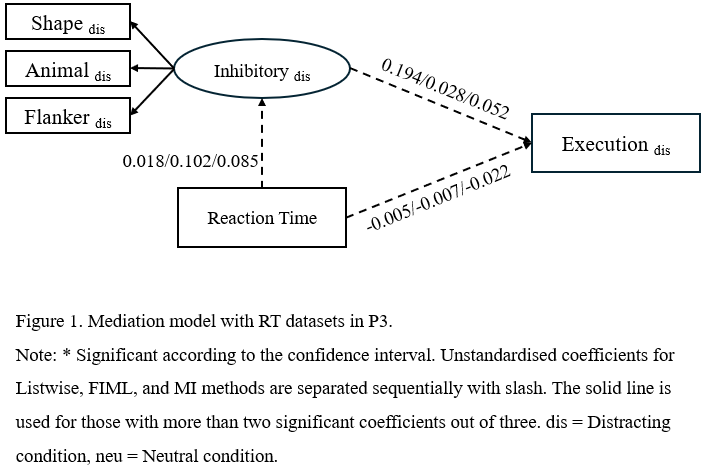 Shape dis
Animal dis
Flanker dis
Inhibitory dis
0.194/0.028/0.052
Execution dis
0.018/0.102/0.085
Reaction Time
-0.005/-0.007/-0.022
Figure 1. Mediation model with RT datasets in P3.
Note: * Significant according to the confidence interval. Unstandardised coefficients for
Listwise, FIML, and MI methods are separated sequentially with slash. The solid line is
used for those with more than two significant coefficients out of three. dis = Distracting
condition, neu = Neutral condition.